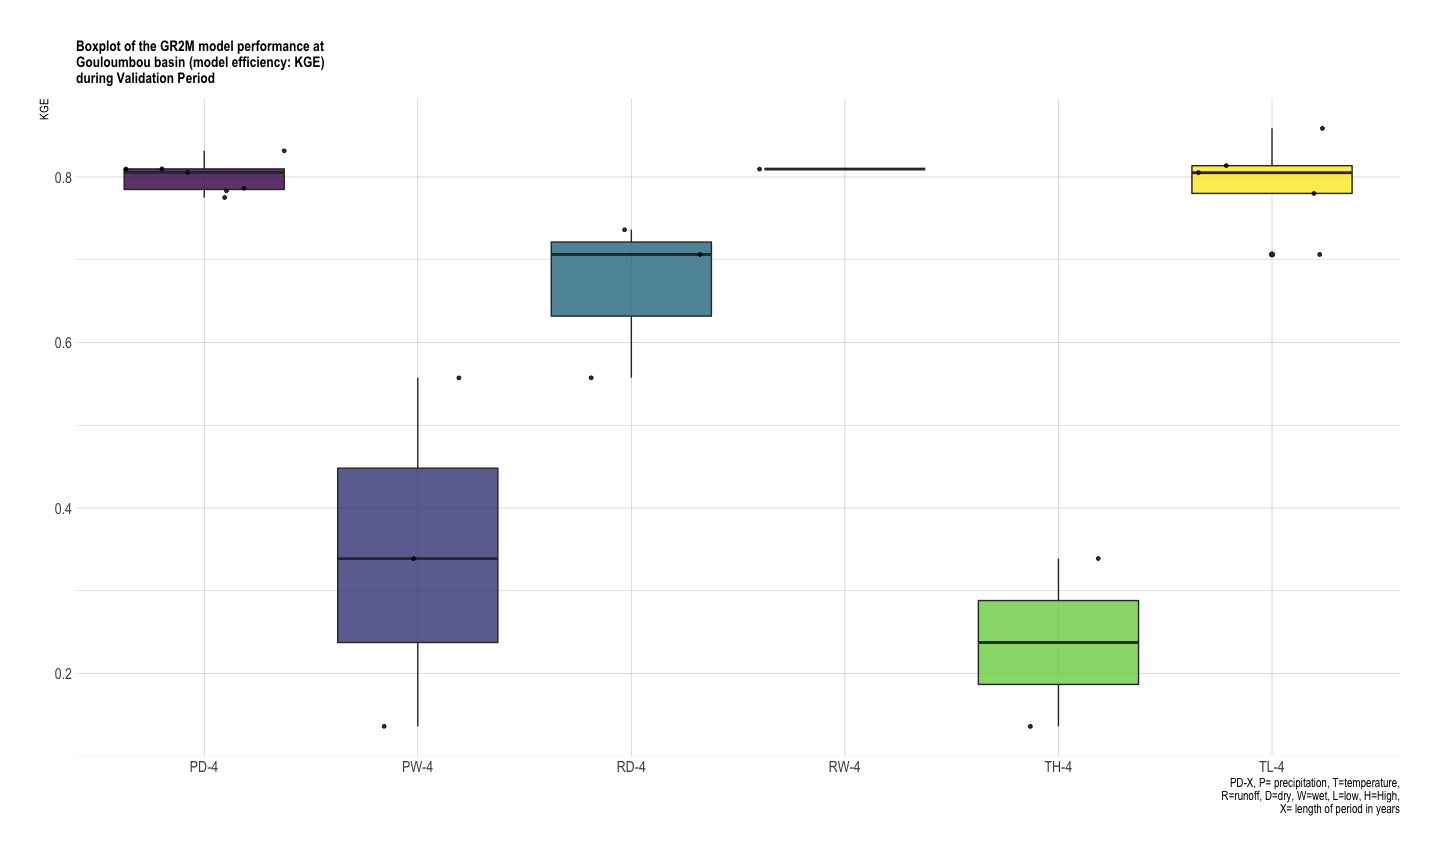 Boxplot of the GR2M model performance at
Gouloumbou basin (model efficiency: KGE)
during Validation Period
KGE
0.8
0.6
0.4
0.2
PD-4 PW-4 RD-4 RW-4 TH-4 TL-4
PD-X, P= precipitation, T=temperature,
R=runoff, D=dry, W=wet, L=low, H=High,
X= length of period in years